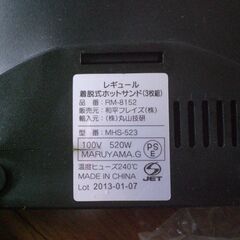 レギュール
着脱式ホットサンド(3枚組)
品番: RM-8152
販売元: 和平フレイズ(株)
輸入元: (株)丸山技研
型番: MHS-523
100V 520W
MARUYAMA.G
PS
E
温度ヒューズ240℃
MADE IN CHINA
Lot 2013-01-07
JET